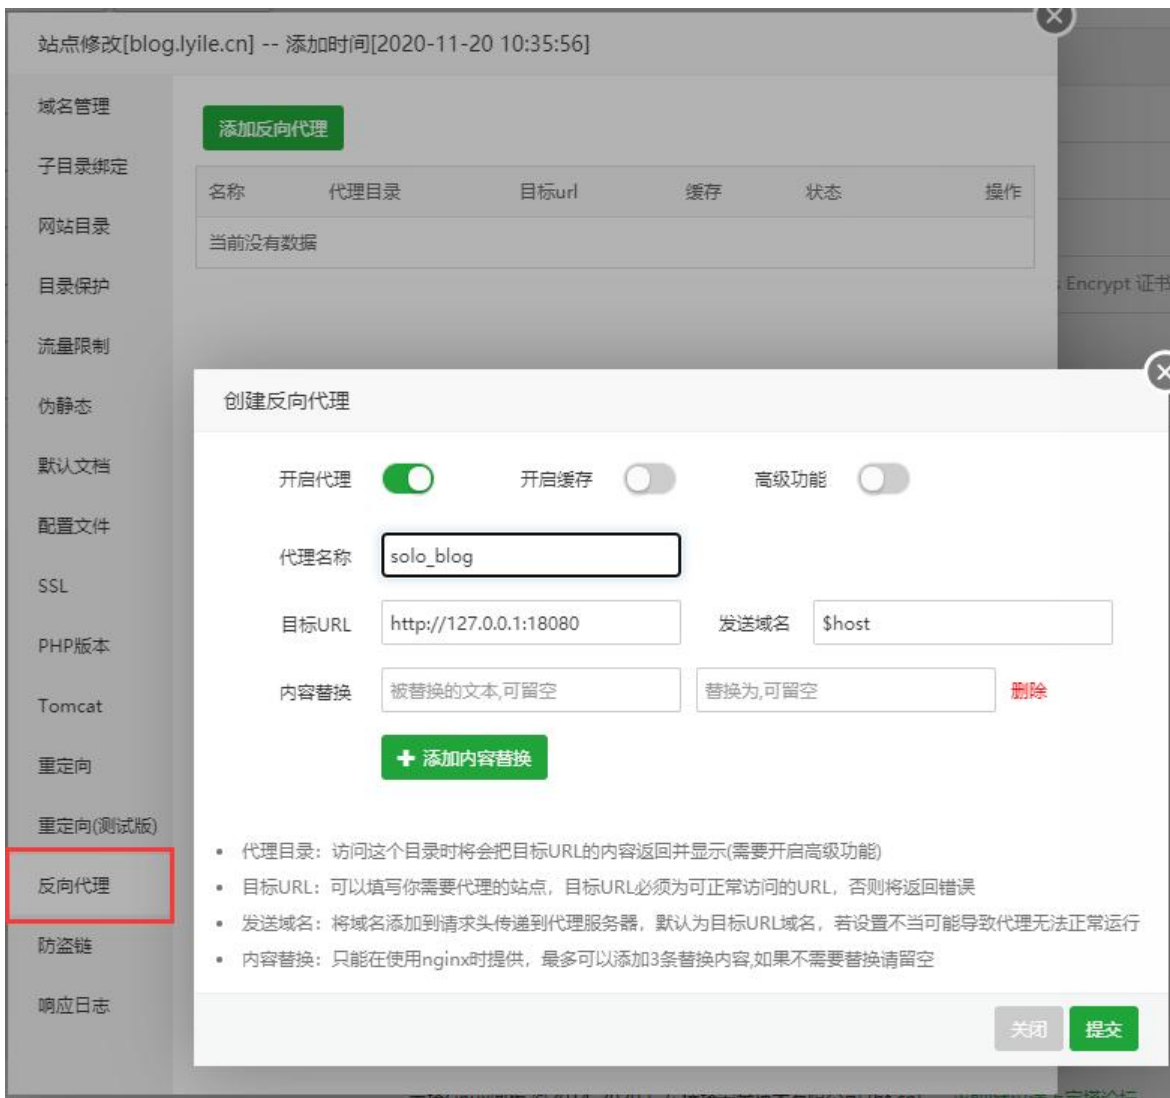 站点修改[blog.lyile.cn] -- 添加时间[2020-11-20 10:35:56]
域名管理
子目录绑定
网站目录
目录保护
流量限制
伪静态
默认文档
配置文件
SSL
PHP版本
Tomcat
重定向
重定向(测试版)
反向代理
防盗链
响应日志
添加反向代理
名称 代理目录 目标url 缓存 状态 操作
当前没有数据
Encrypt 证书
创建反向代理
开启代理 开启缓存 高级功能
代理名称 solo_blog
目标URL http://127.0.0.1:18080 发送域名 $host
内容替换 被替换的文本,可留空 替换为,可留空 删除
添加内容替换
代理目录：访问这个目录时将会把目标URL的内容返回并显示(需要开启高级功能)
目标URL：可以填写你需要代理的站点，目标URL必须为可正常访问的URL，否则将返回错误
发送域名：将域名添加到请求头传递到代理服务器，默认为目标URL域名，若设置不当可能导致代理无法正常运行
内容替换：只能在使用nginx时提供，最多可以添加3条替换内容,如果不需要替换请留空
关闭 提交